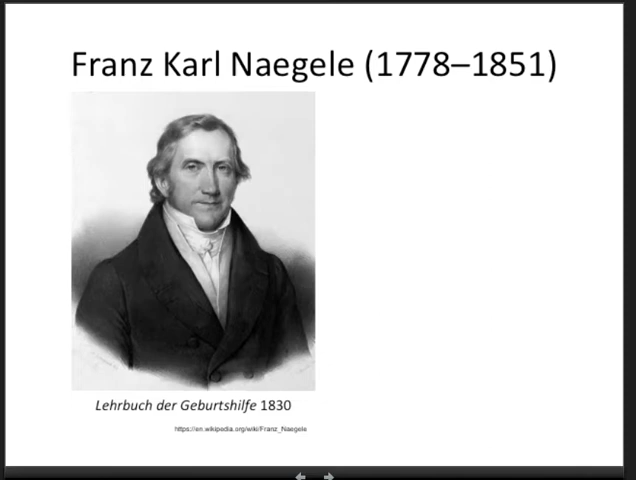 Franz Karl Naegele (1778–1851)
Lehrbuch der Geburtshilfe 1830
https://en.wikipedia.org/wiki/Franz_Naegele